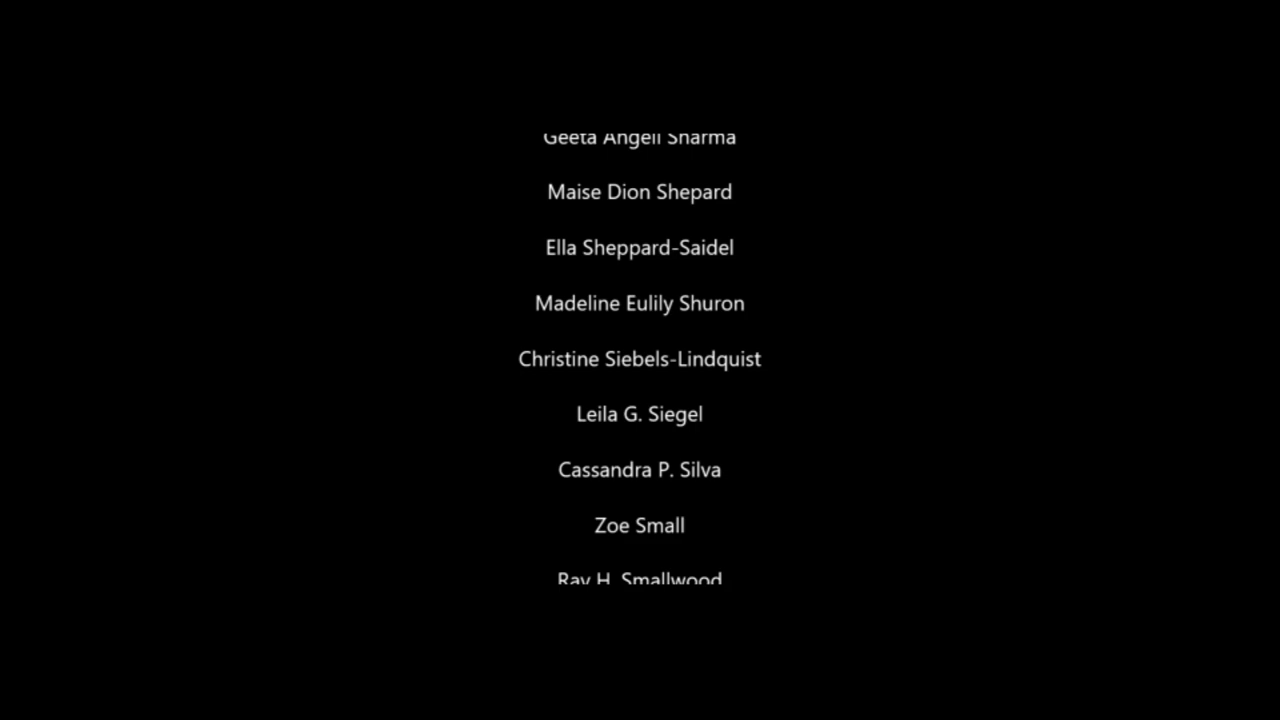 Geeta Angeli Sharma
Maise Dion Shepard
Ella Sheppard-Saidel
Madeline Eulily Shuron
Christine Siebels-Lindquist
Leila G. Siegel
Cassandra P. Silva
Zoe Small
Ray H. Smallwood